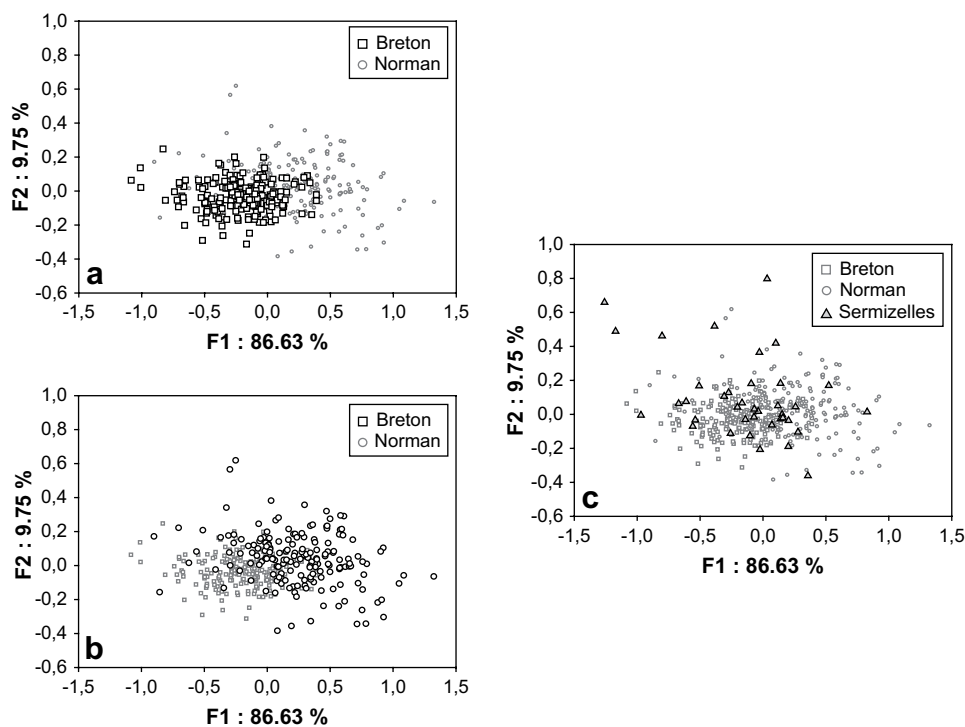 1,0
0,8
0,6
0,4
0,2
0,0
-0,2
-0,4
-0,6
F2 : 9.75 %
Breton
Norman
a
-1,5 -1,0 -0,5 0,0 0,5 1,0 1,5
F1 : 86.63 %
1,0
0,8
0,6
0,4
0,2
0,0
-0,2
-0,4
-0,6
F2 : 9.75 %
Breton
Norman
b
-1,5 -1,0 -0,5 0,0 0,5 1,0 1,5
F1 : 86.63 %
1,0
0,8
0,6
0,4
0,2
0,0
-0,2
-0,4
-0,6
F2 : 9.75 %
Breton
Norman
Sermizelles
c
-1,5 -1,0 -0,5 0,0 0,5 1,0 1,5
F1 : 86.63 %